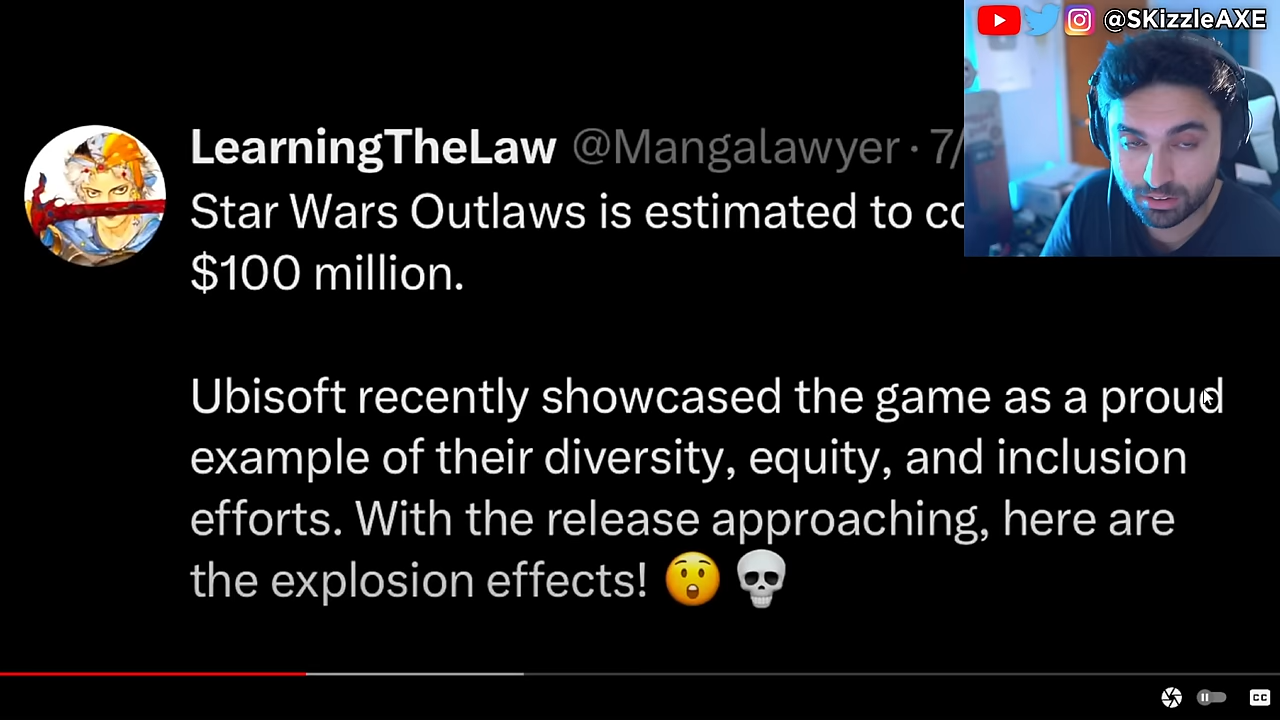 @SKizzleAXE
LearningTheLaw @Mangalawyer · 7/
Star Wars Outlaws is estimated to
$100 million.
Ubisoft recently showcased the game as a proud
example of their diversity, equity, and inclusion
efforts. With the release approaching, here are
the explosion effects! 😲 💀
CC